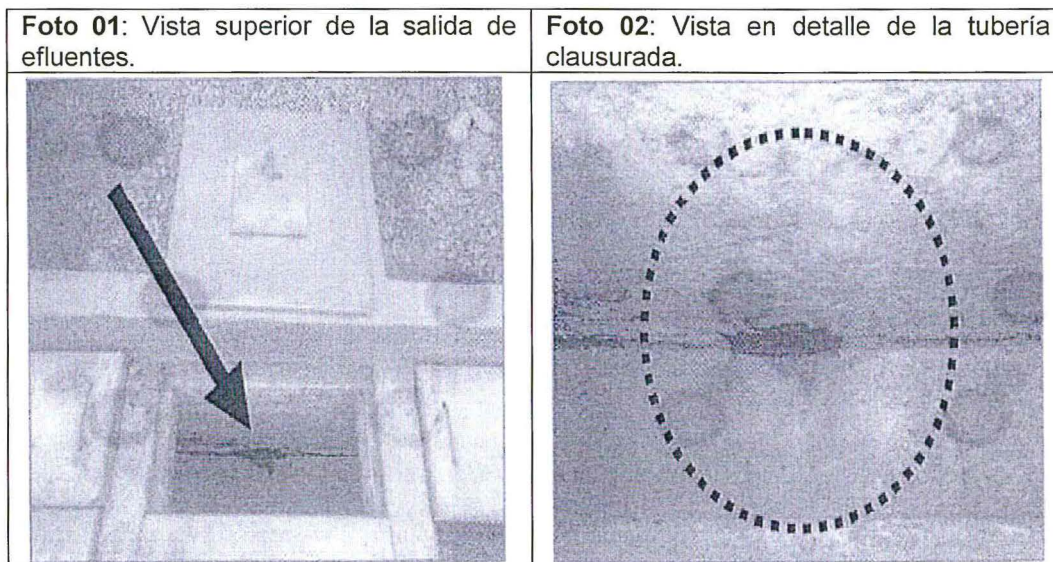 Foto 01: Vista superior de la salida de
efluentes.
Foto 02: Vista en detalle de la tubería
clausurada.